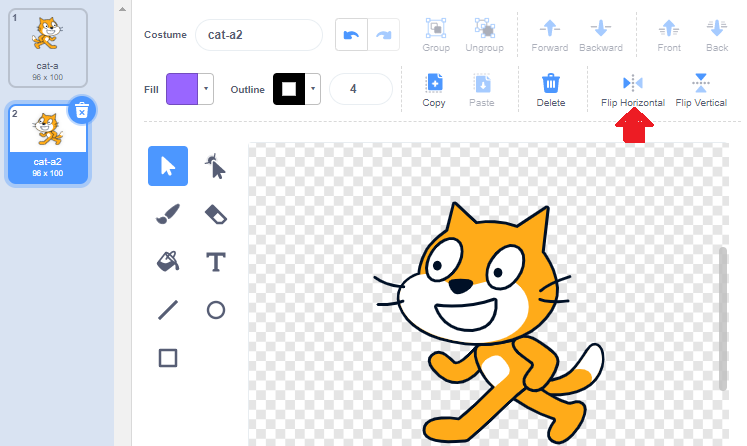 1
cat-a
96 x 100
2
cat-a2
96 x 100
Costume cat-a2 Group Ungroup Forward Backward Front Back
Fill Outline 4 Copy Paste Delete Flip Horizontal Flip Vertical
T